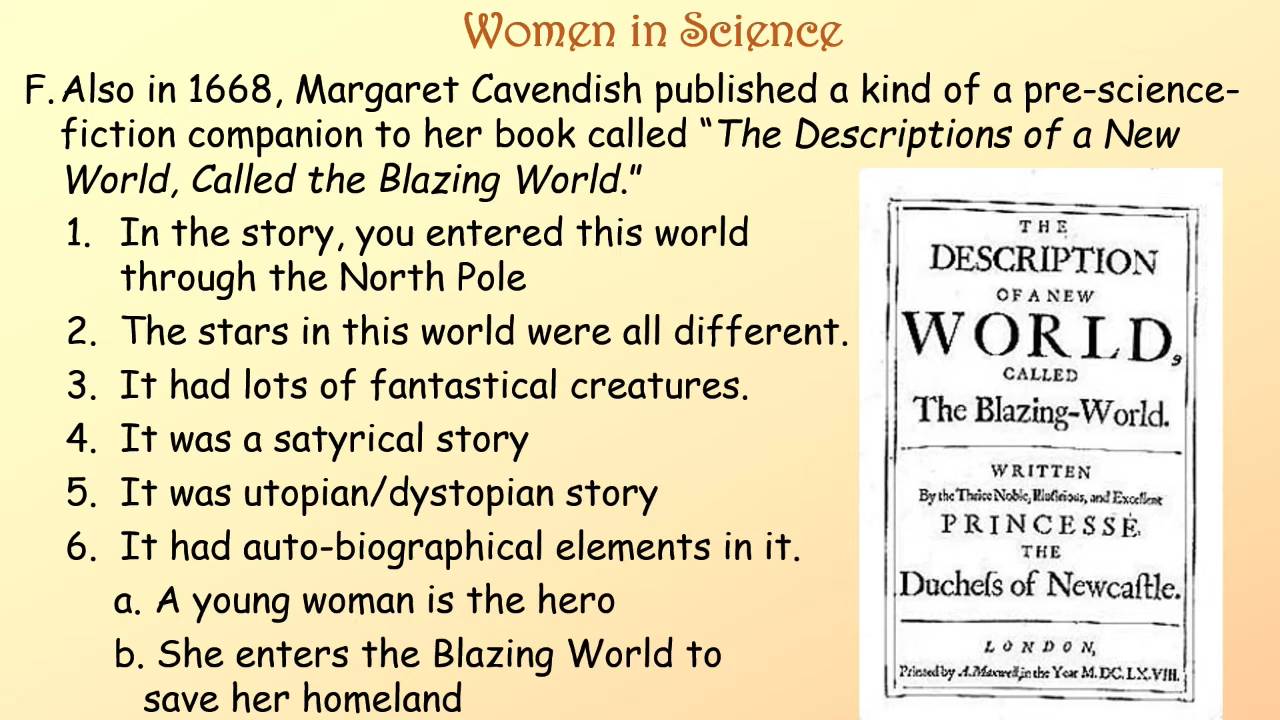 Women in Science
F. Also in 1668, Margaret Cavendish published a kind of a pre-science-
fiction companion to her book called “The Descriptions of a New
World, Called the Blazing World.”
1. In the story, you entered this world
through the North Pole
2. The stars in this world were all different.
3. It had lots of fantastical creatures.
4. It was a satyrical story
5. It was utopian/dystopian story
6. It had auto-biographical elements in it.
a. A young woman is the hero
b. She enters the Blazing World to
save her homeland
THE
DESCRIPTION
OF A NEW
WORLD,
CALLED
The Blazing-World.
WRITTEN
By the Thrice Noble, Illuſtrious, and Excellent
PRINCESSE,
THE
Ducheſs of Newcaſtle.
LONDON,
Printed by A. Maxwell, in the Year M.DC.LX.VIII.